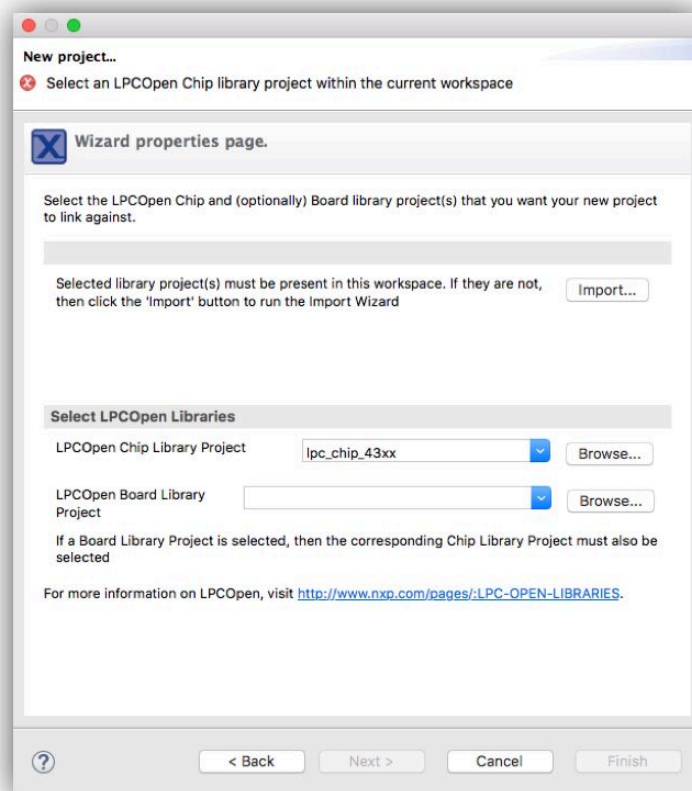 New project...
Select an LPCOpen Chip library project within the current workspace
Wizard properties page.
Select the LPCOpen Chip and (optionally) Board library project(s) that you want your new project
to link against.
Selected library project(s) must be present in this workspace. If they are not,
then click the 'Import' button to run the Import Wizard
Import...
Select LPCOpen Libraries
LPCOpen Chip Library Project
lpc_chip_43xx
Browse...
LPCOpen Board Library
Project
Browse...
If a Board Library Project is selected, then the corresponding Chip Library Project must also be
selected
For more information on LPCOpen, visit http://www.nxp.com/pages/:LPC-OPEN-LIBRARIES.
?
< Back
Next >
Cancel
Finish